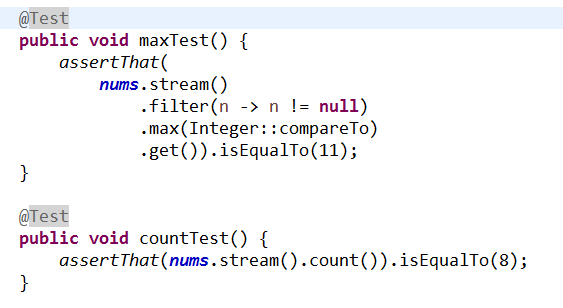 @Test
public void maxTest() {
    assertThat(
        nums.stream()
            .filter(n -> n != null)
            .max(Integer::compareTo)
            .get()).isEqualTo(11);
}

@Test
public void countTest() {
    assertThat(nums.stream().count()).isEqualTo(8);
}